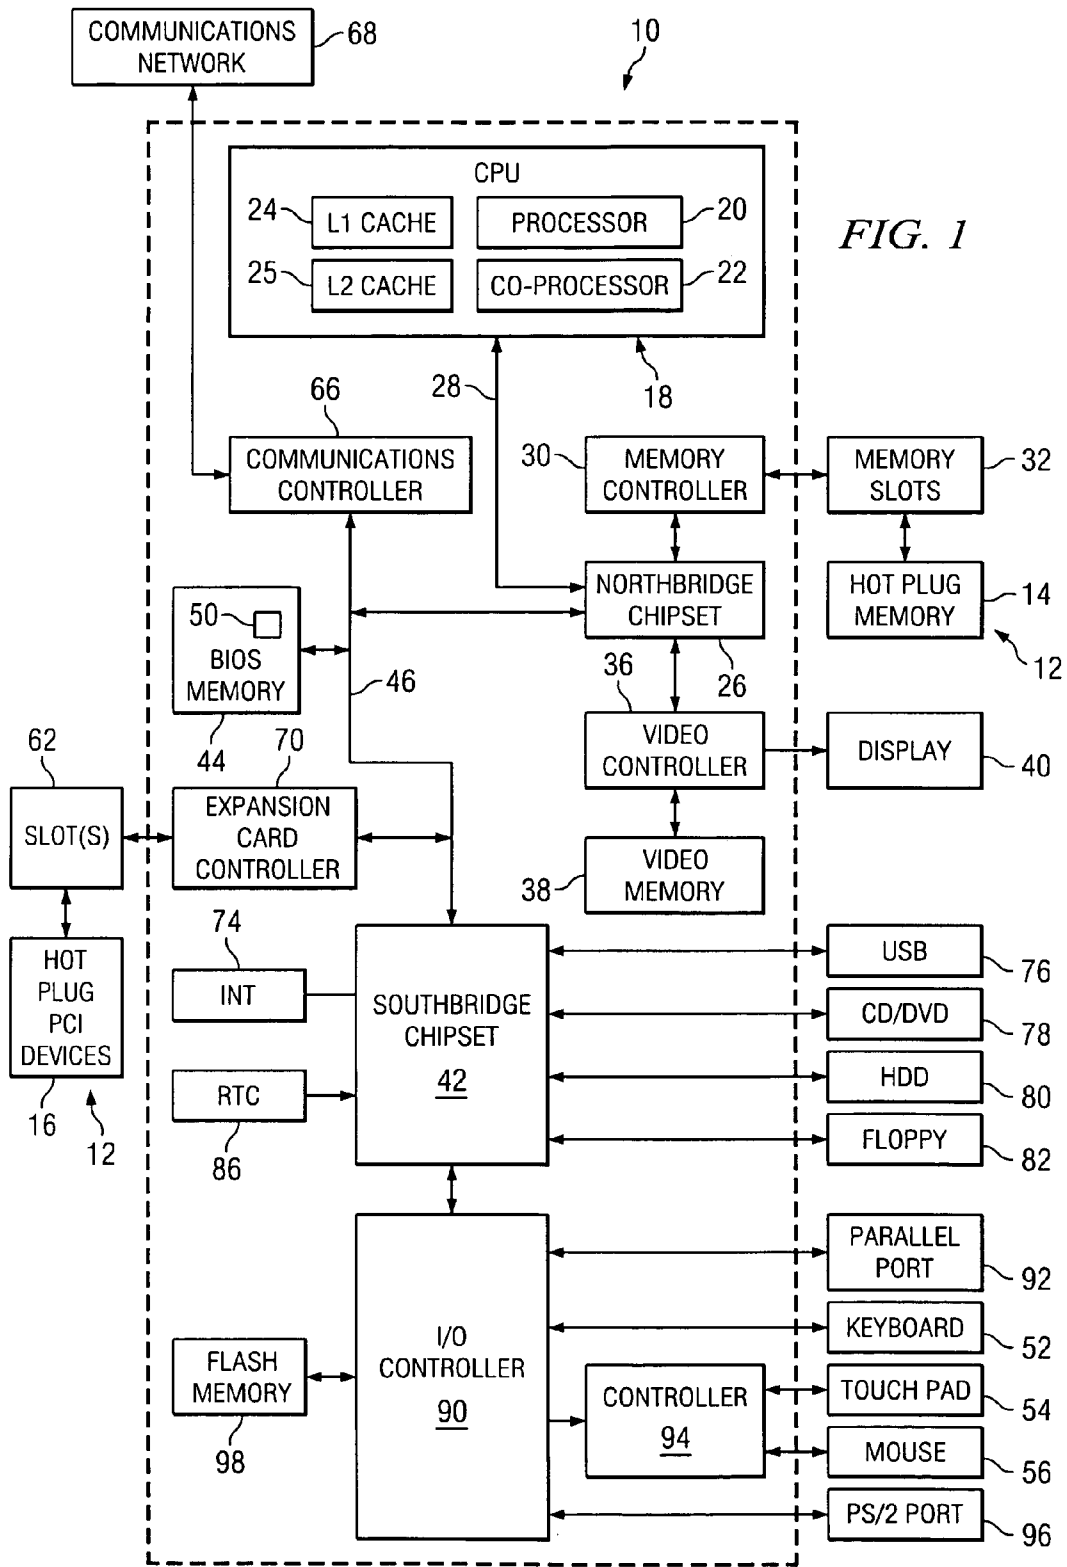 COMMUNICATIONS
NETWORK
68
10
FIG. 1
CPU
24
L1 CACHE
PROCESSOR
20
25
L2 CACHE
CO-PROCESSOR
22
18
28
66
COMMUNICATIONS
CONTROLLER
30
MEMORY
CONTROLLER
MEMORY
SLOTS
32
NORTHBRIDGE
CHIPSET
26
HOT PLUG
MEMORY
14
12
50
BIOS
MEMORY
44
46
36
VIDEO
CONTROLLER
DISPLAY
40
62
SLOT(S)
70
EXPANSION
CARD
CONTROLLER
38
VIDEO
MEMORY
HOT
PLUG
PCI
DEVICES
16
12
74
INT
RTC
86
SOUTHBRIDGE
CHIPSET
42
USB
76
CD/DVD
78
HDD
80
FLOPPY
82
I/O
CONTROLLER
90
FLASH
MEMORY
98
CONTROLLER
94
PARALLEL
PORT
92
KEYBOARD
52
TOUCH PAD
54
MOUSE
56
PS/2 PORT
96